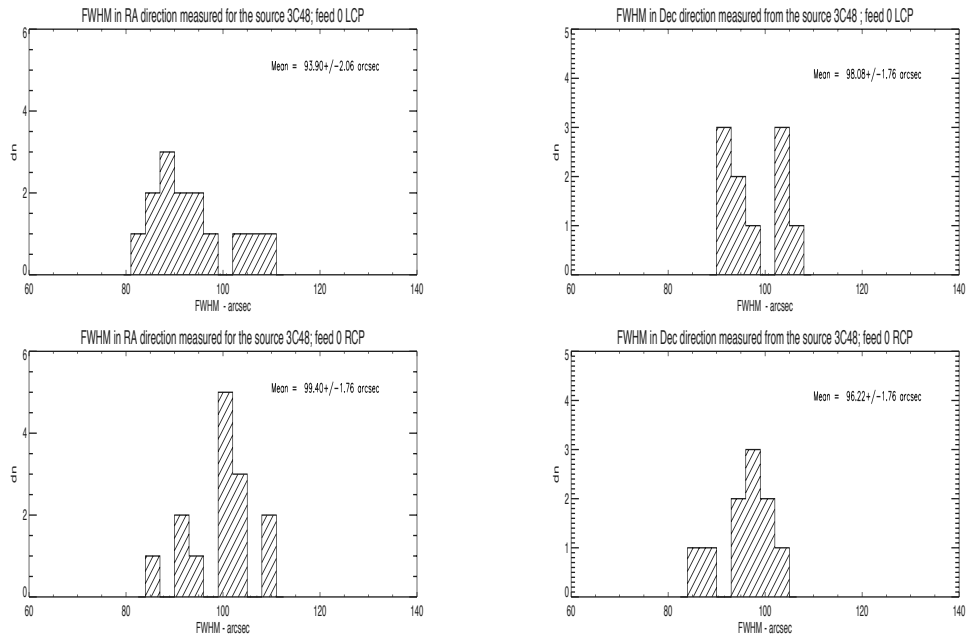 FWHM in RA direction measured for the source 3C48; feed 0 LCP
6
4
2
0
dn
Mean = 93.90+/-2.06 arcsec
60 80 100 120 140
FWHM - arcsec
FWHM in Dec direction measured from the source 3C48 ; feed 0 LCP
5
4
3
2
1
0
dn
Mean = 98.08+/-1.76 arcsec
60 80 100 120 140
FWHM - arcsec
FWHM in RA direction measured for the source 3C48; feed 0 RCP
6
4
2
0
dn
Mean = 99.40+/-1.76 arcsec
60 80 100 120 140
FWHM - arcsec
FWHM in Dec direction measured from the source 3C48; feed 0 RCP
5
4
3
2
1
0
dn
Mean = 96.22+/-1.76 arcsec
60 80 100 120 140
FWHM - arcsec